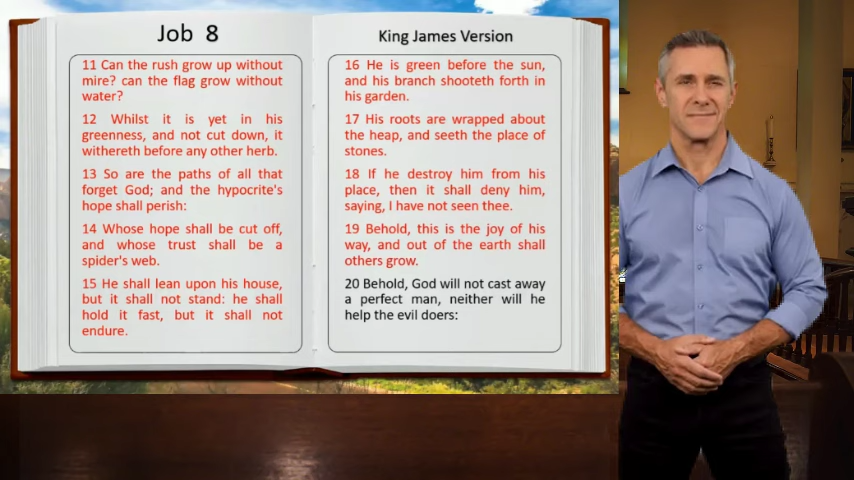 Job 8
11 Can the rush grow up without
mire? can the flag grow without
water?
12 Whilst it is yet in his
greenness, and not cut down, it
withereth before any other herb.
13 So are the paths of all that
forget God; and the hypocrite's
hope shall perish:
14 Whose hope shall be cut off,
and whose trust shall be a
spider's web.
15 He shall lean upon his house,
but it shall not stand: he shall
hold it fast, but it shall not
endure.
King James Version
16 He is green before the sun,
and his branch shooteth forth in
his garden.
17 His roots are wrapped about
the heap, and seeth the place of
stones.
18 If he destroy him from his
place, then it shall deny him,
saying, I have not seen thee.
19 Behold, this is the joy of his
way, and out of the earth shall
others grow.
20 Behold, God will not cast away
a perfect man, neither will he
help the evil doers: